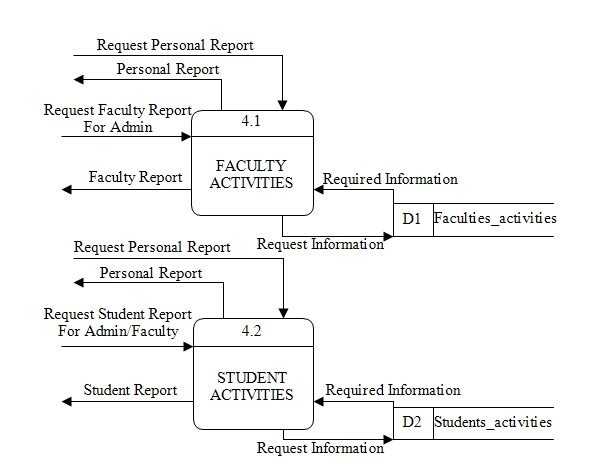 Request Personal Report
Personal Report
Request Faculty Report
For Admin
4.1
FACULTY
ACTIVITIES
Faculty Report
Required Information
D1 Faculties_activities
Request Information
Request Personal Report
Personal Report
Request Student Report
For Admin/Faculty
4.2
STUDENT
ACTIVITIES
Student Report
Required Information
D2 Students_activities
Request Information